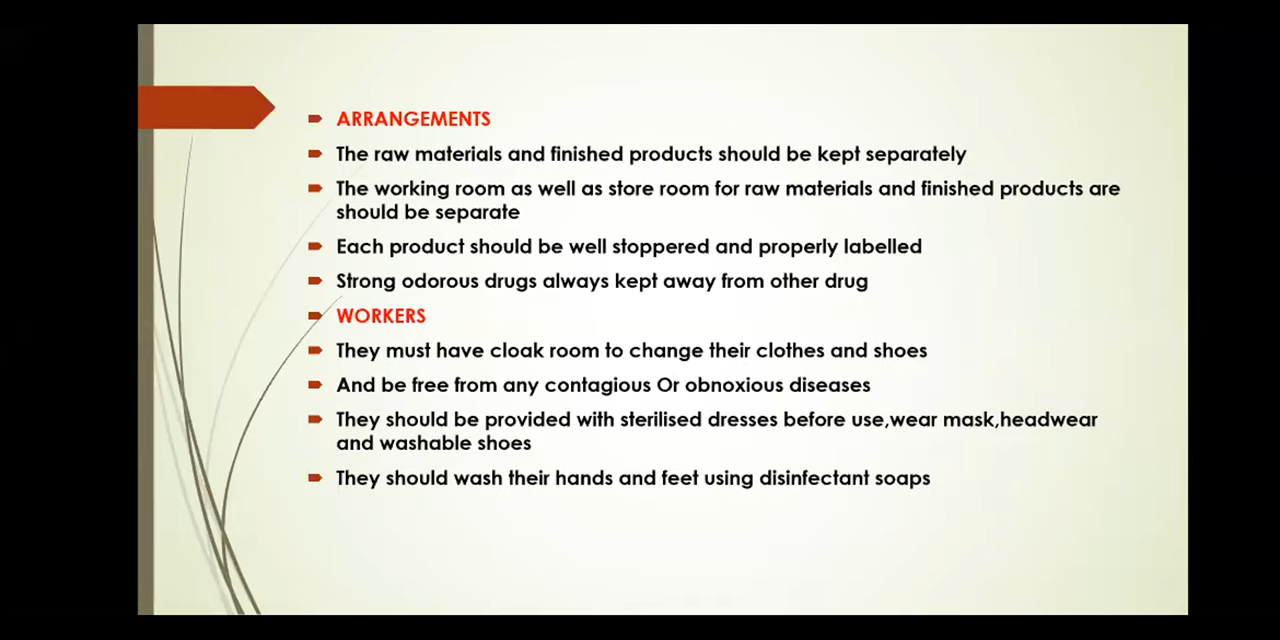 ARRANGEMENTS
The raw materials and finished products should be kept separately
The working room as well as store room for raw materials and finished products are
should be separate
Each product should be well stoppered and properly labelled
Strong odorous drugs always kept away from other drug
WORKERS
They must have cloak room to change their clothes and shoes
And be free from any contagious Or obnoxious diseases
They should be provided with sterilised dresses before use,wear mask,headwear
and washable shoes
They should wash their hands and feet using disinfectant soaps